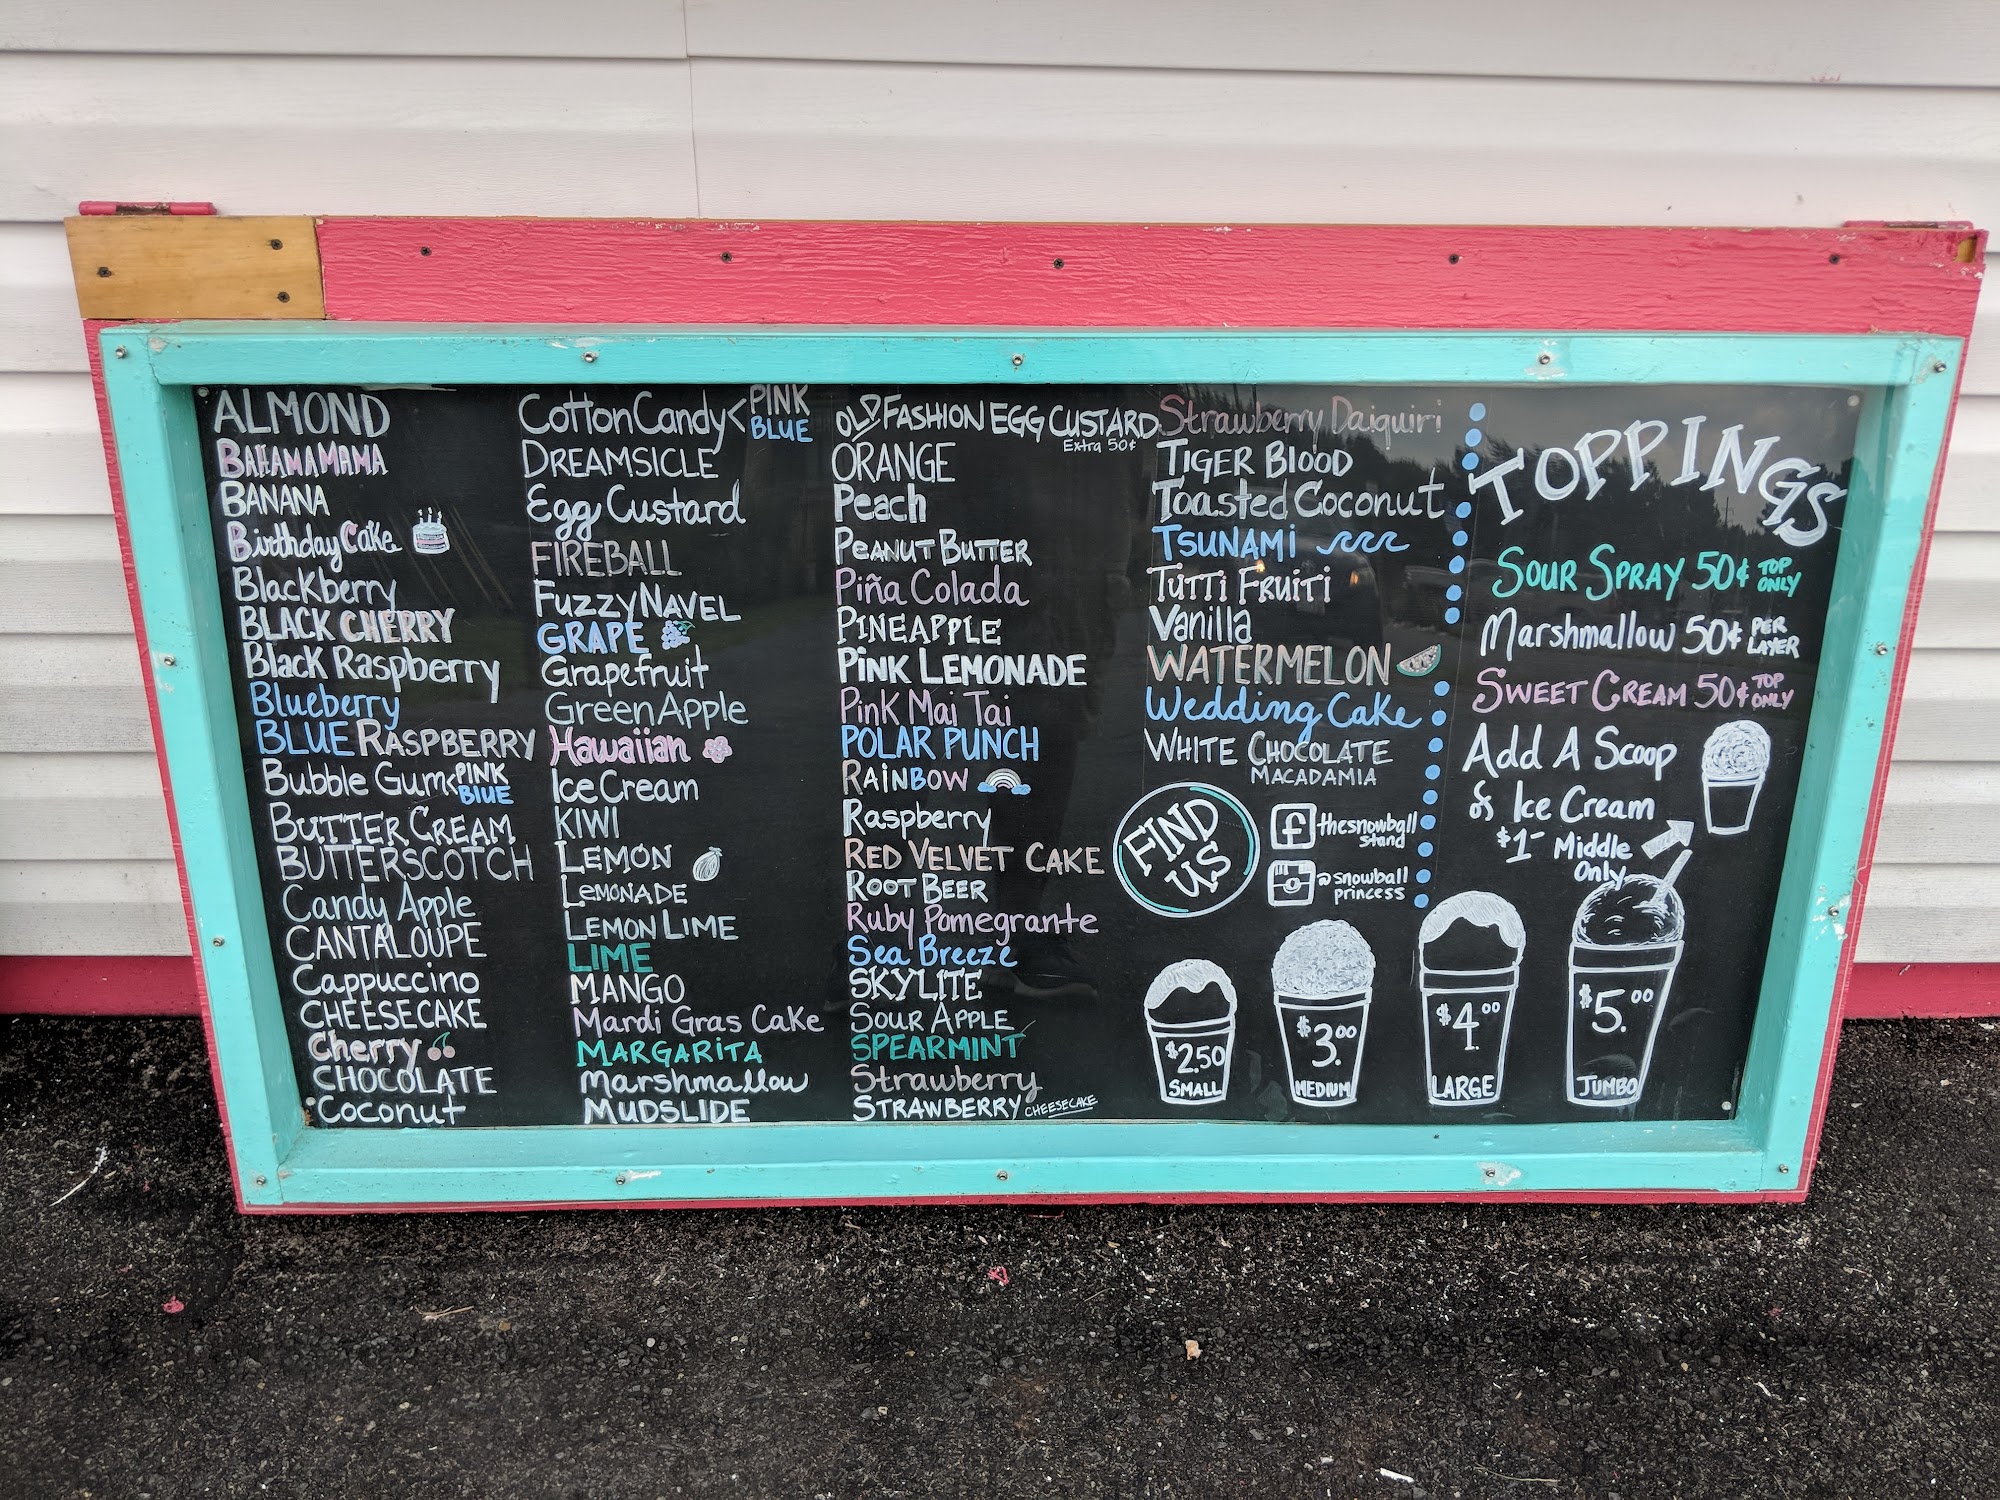 ALMOND
BAHAMA MAMA
BANANA
Birthday Cake
Blackberry
BLACK CHERRY
Black Raspberry
Blueberry
BLUE RASPBERRY
Bubble Gum< PINK
BLUE
BUTTER CREAM
BUTTERSCOTCH
Candy Apple
CANTALOUPE
Cappuccino
CHEESECAKE
Cherry
CHOCOLATE
Coconut
Cotton Candy< PINK
BLUE
DREAMSICLE
Egg Custard
FIREBALL
FUZZY NAVEL
GRAPE
Grapefruit
Green Apple
Hawaiian
Ice Cream
KIWI
LEMON
LEMONADE
LEMON LIME
LIME
MANGO
Mardi Gras Cake
MARGARITA
Marshmallow
MUDSLIDE
OLD FASHION EGG CUSTARD
Extra 50¢
ORANGE
Peach
PEANUT BUTTER
Piña Colada
PINEAPPLE
PINK LEMONADE
Pink Mai Tai
POLAR PUNCH
RAINBOW
Raspberry
RED VELVET CAKE
ROOT BEER
Ruby Pomegrante
Sea Breeze
SKYLITE
SOUR APPLE
SPEARMINT
Strawberry
STRAWBERRY CHEESECAKE
Strawberry Daiquiri
TIGER BLOOD
Toasted Coconut
TSUNAMI
TUTTI FRUITI
Vanilla
WATERMELON
Wedding Cake
WHITE CHOCOLATE
MACADAMIA
FIND
US
f thesnowball
stand
@snowball
princess
TOPPINGS
SOUR SPRAY 50¢ TOP
ONLY
Marshmallow 50¢ PER
LAYER
SWEET CREAM 50¢ TOP
ONLY
Add A Scoop
of Ice Cream
$1- Middle
Only
$2.50
SMALL
$3.00
MEDIUM
$4.00
LARGE
$5.00
JUMBO